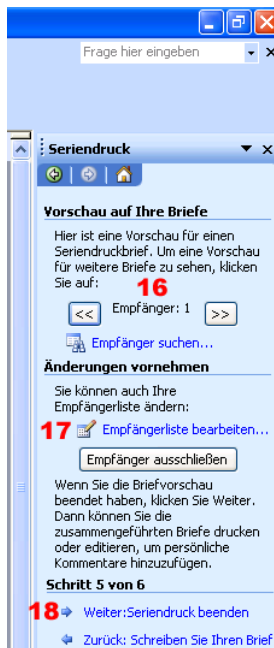 Frage hier eingeben
Seriendruck
Vorschau auf Ihre Briefe
Hier ist eine Vorschau für einen
Seriendruckbrief. Um eine Vorschau
für weitere Briefe zu sehen, klicken
Sie auf:
16
<< Empfänger: 1 >>
Empfänger suchen...
Änderungen vornehmen
Sie können auch Ihre
Empfängerliste ändern:
17 Empfängerliste bearbeiten...
Empfänger ausschließen
Wenn Sie die Briefvorschau
beendet haben, klicken Sie Weiter.
Dann können Sie die
zusammengeführten Briefe drucken
oder editieren, um persönliche
Kommentare hinzuzufügen.
Schritt 5 von 6
18 Weiter:Seriendruck beenden
Zurück: Schreiben Sie Ihren Brief